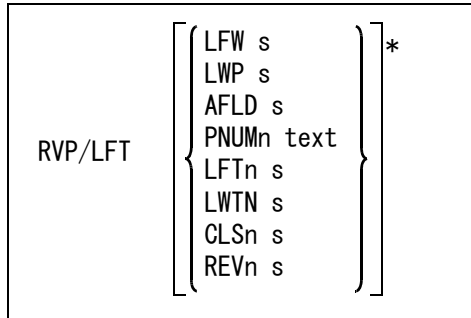 LFW s
LWP s
AFLD s
PNUMn text
RVP/LFT
LFTn s
LWTN s
CLSn s
REVn s
*